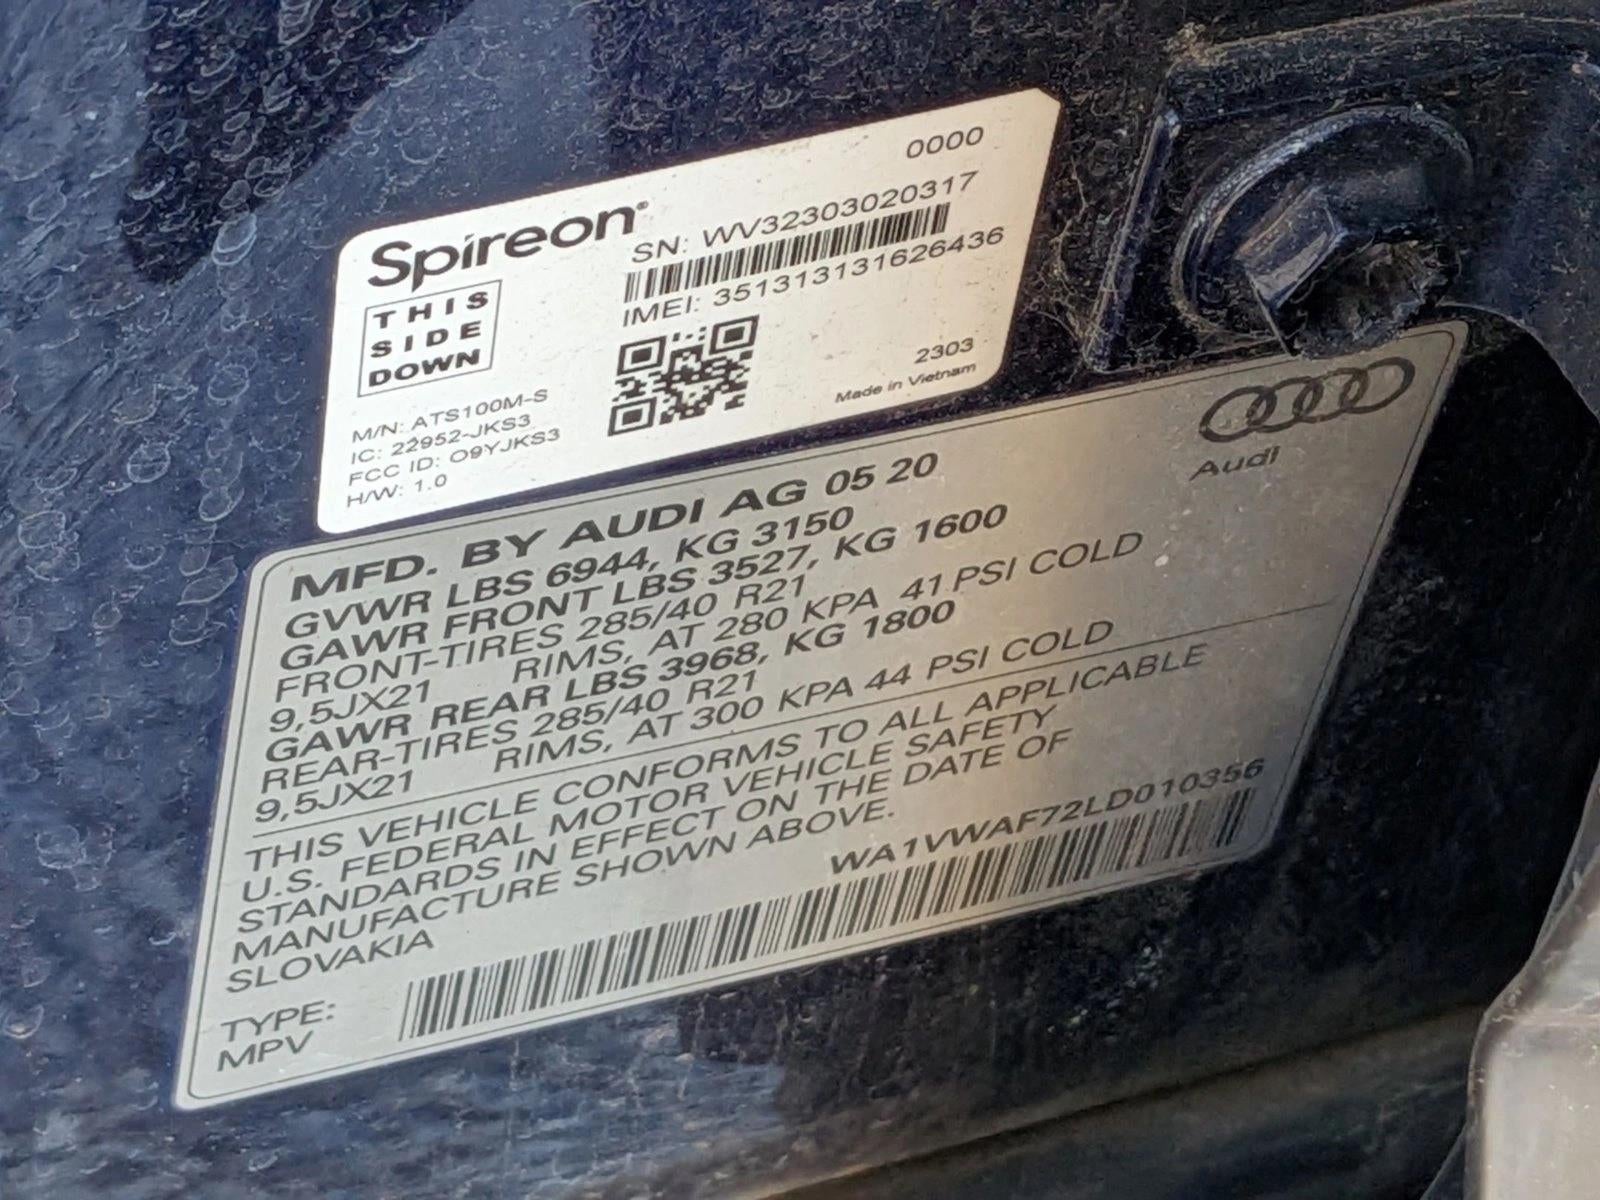 0000
Spireon®
SN: WV32303020317
IMEI: 351313131626436
THIS
SIDE
DOWN
2303
Made in Vietnam
M/N: ATS100M-S
IC: 22952-JKS3
FCC ID: O9YJKS3
H/W: 1.0
Audi
MFD. BY AUDI AG 05 20
GVWR LBS 6944, KG 3150
GAWR FRONT LBS 3527, KG 1600
FRONT-TIRES 285/40 R21
9,5JX21 RIMS, AT 280 KPA 41 PSI COLD
GAWR REAR LBS 3968, KG 1800
REAR-TIRES 285/40 R21
9,5JX21 RIMS, AT 300 KPA 44 PSI COLD
THIS VEHICLE CONFORMS TO ALL APPLICABLE
U.S. FEDERAL MOTOR VEHICLE SAFETY
STANDARDS IN EFFECT ON THE DATE OF
MANUFACTURE SHOWN ABOVE.
SLOVAKIA
WA1VWAF72LD010356
TYPE:
MPV